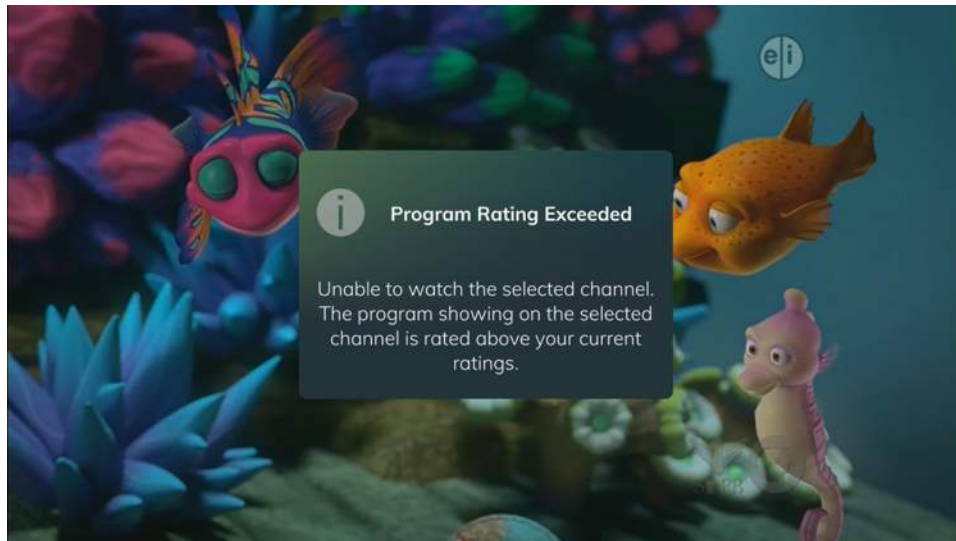 e|i
i
Program Rating Exceeded
Unable to watch the selected channel.
The program showing on the selected
channel is rated above your current
ratings.